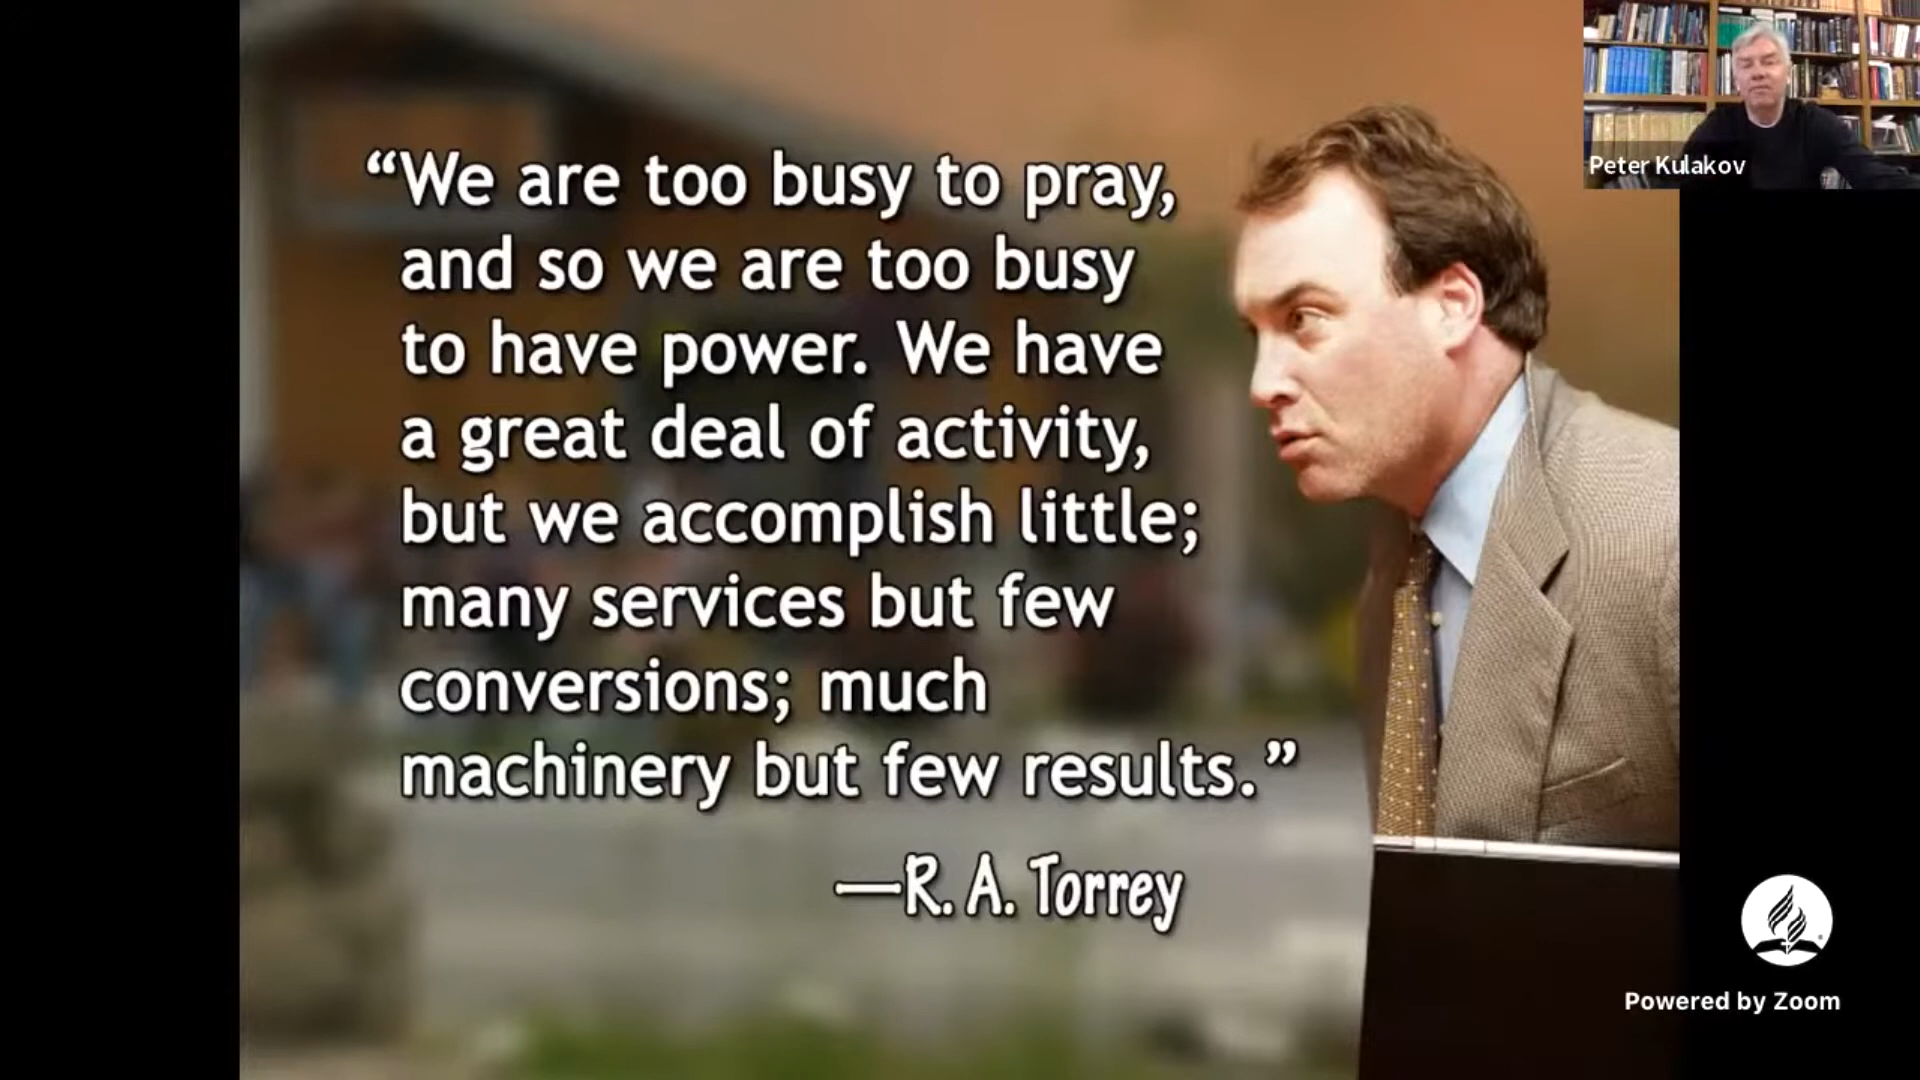 Peter Kulakov
“We are too busy to pray,
and so we are too busy
to have power. We have
a great deal of activity,
but we accomplish little;
many services but few
conversions; much
machinery but few results.”
—R. A. Torrey
Powered by Zoom